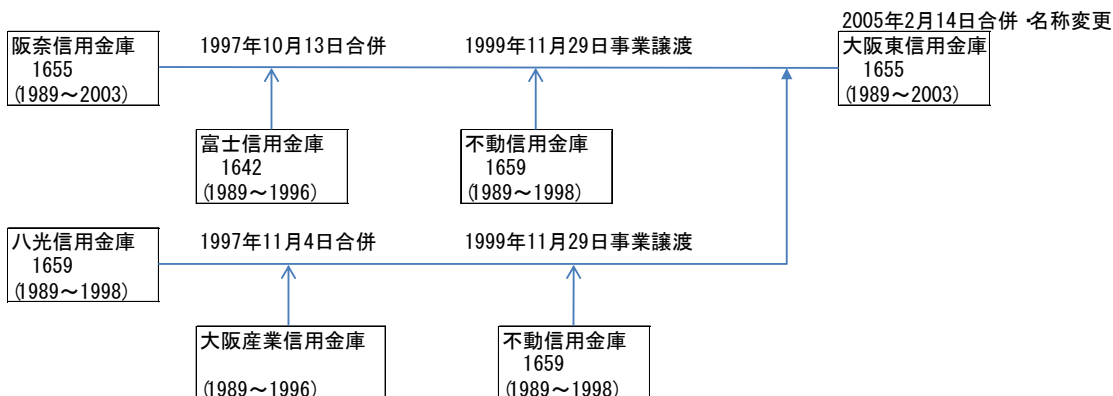 2005年2月14日合併・名称変更
阪奈信用金庫
1655
(1989～2003)
1997年10月13日合併
1999年11月29日事業譲渡
大阪東信用金庫
1655
(1989～2003)
富士信用金庫
1642
(1989～1996)
不動信用金庫
1659
(1989～1998)
八光信用金庫
1659
(1989～1998)
1997年11月4日合併
1999年11月29日事業譲渡
大阪産業信用金庫
(1989～1996)
不動信用金庫
1659
(1989～1998)